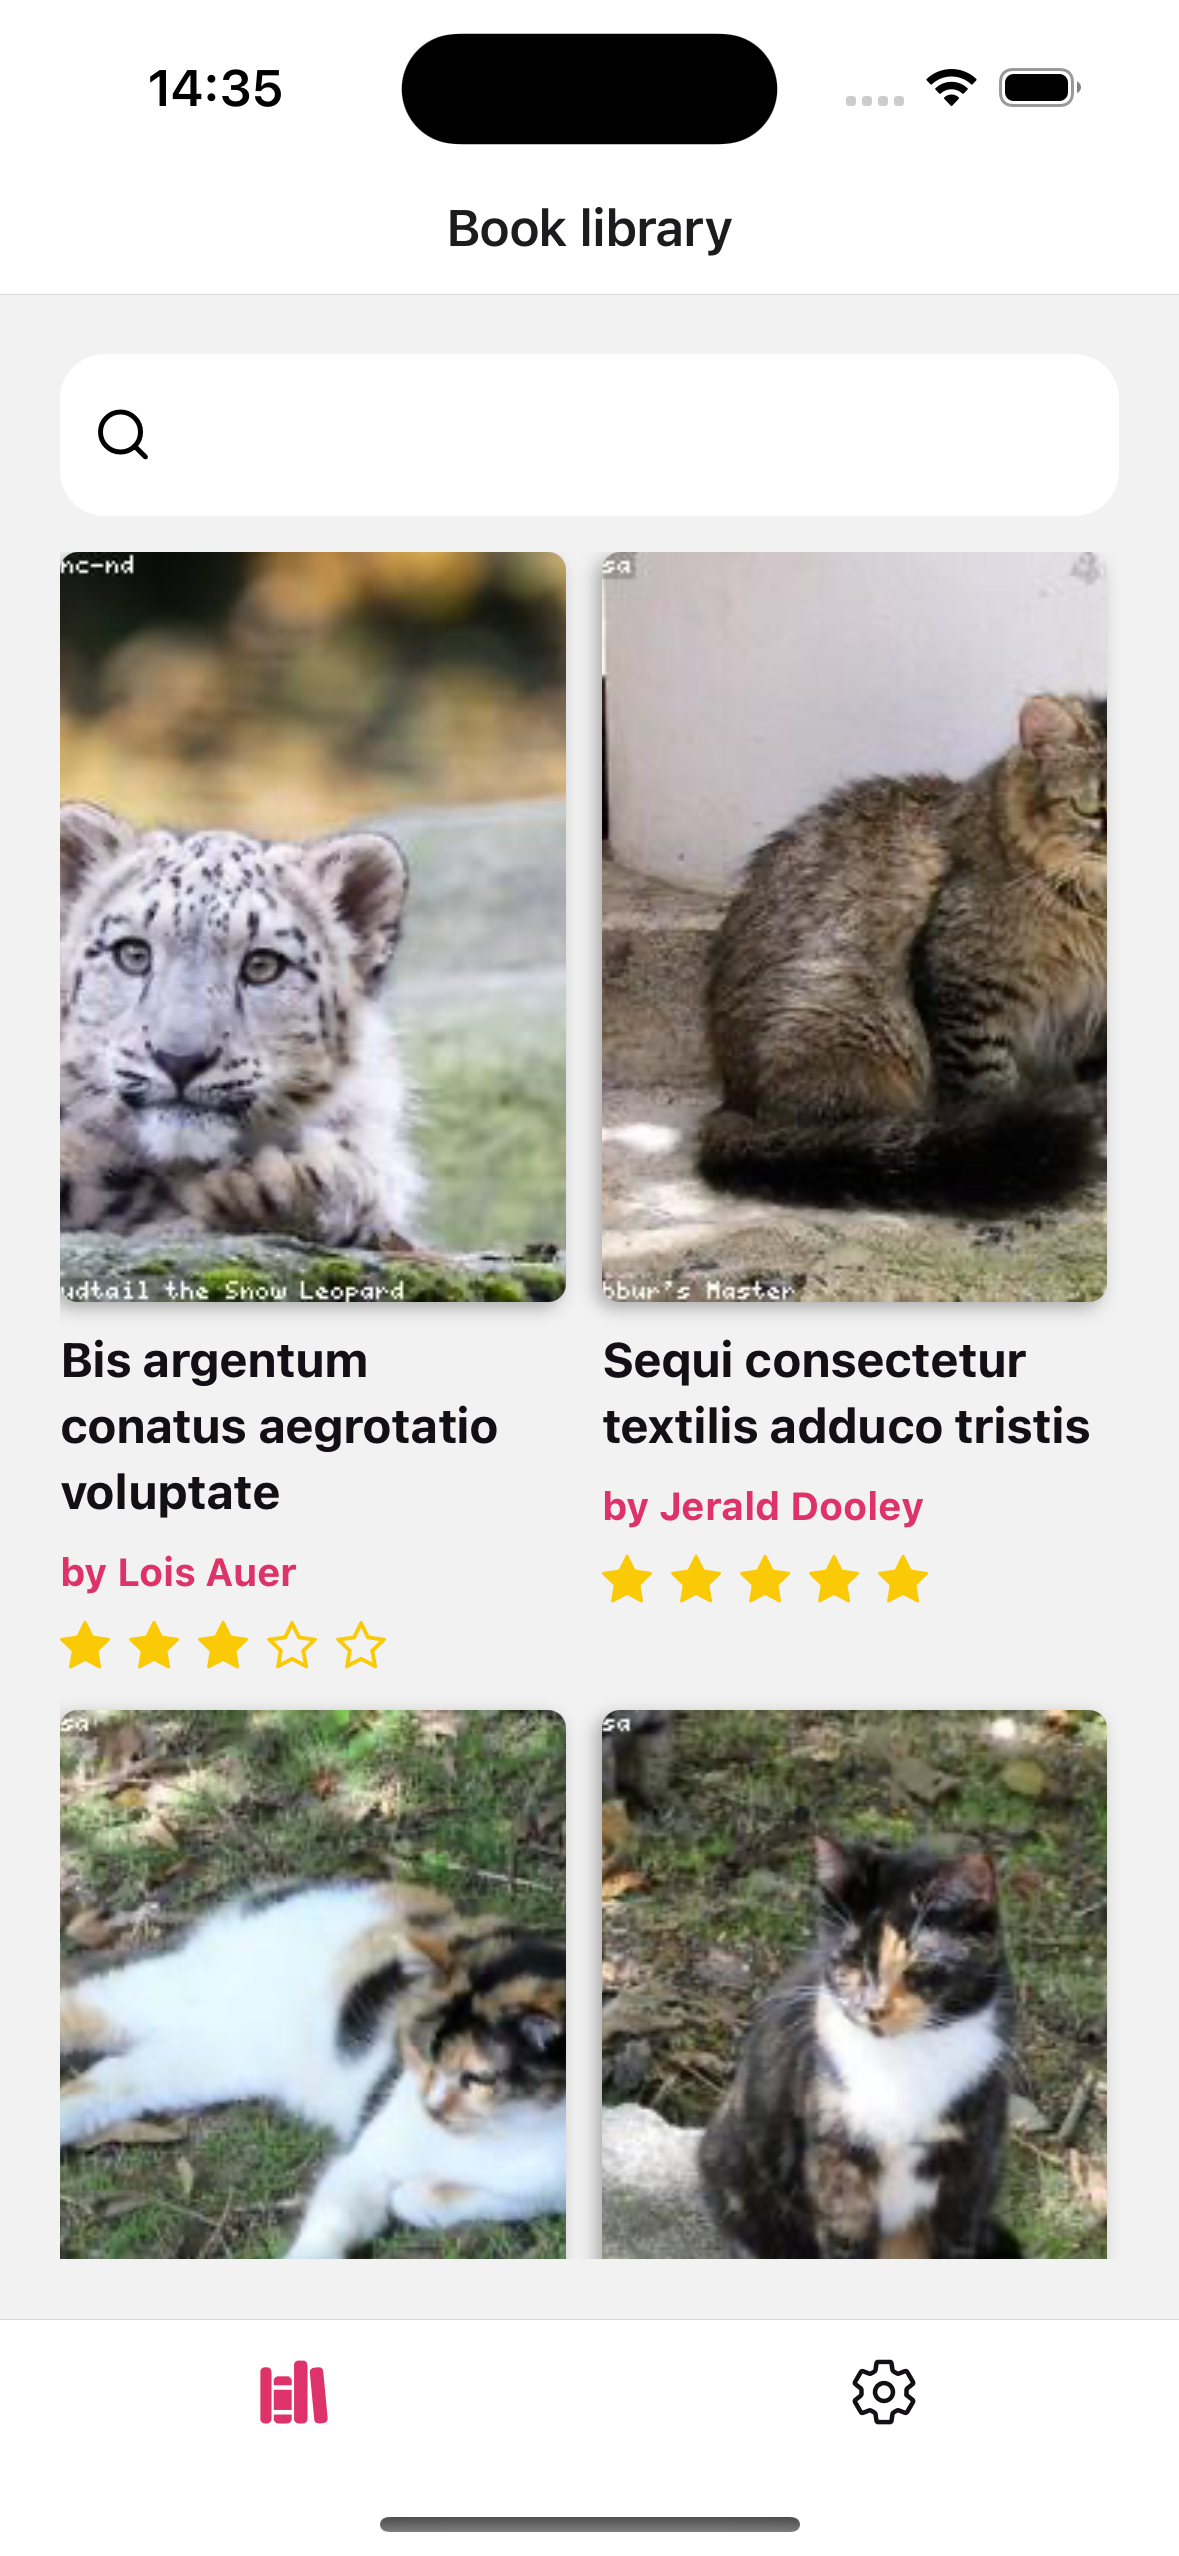 14:35
Book library
nc-nd
sa
udtail the Snow Leopard
bbur's Master
Bis argentum
conatus aegrotatio
voluptate
by Lois Auer
Sequi consectetur
textilis adduco tristis
by Jerald Dooley
sa
sa